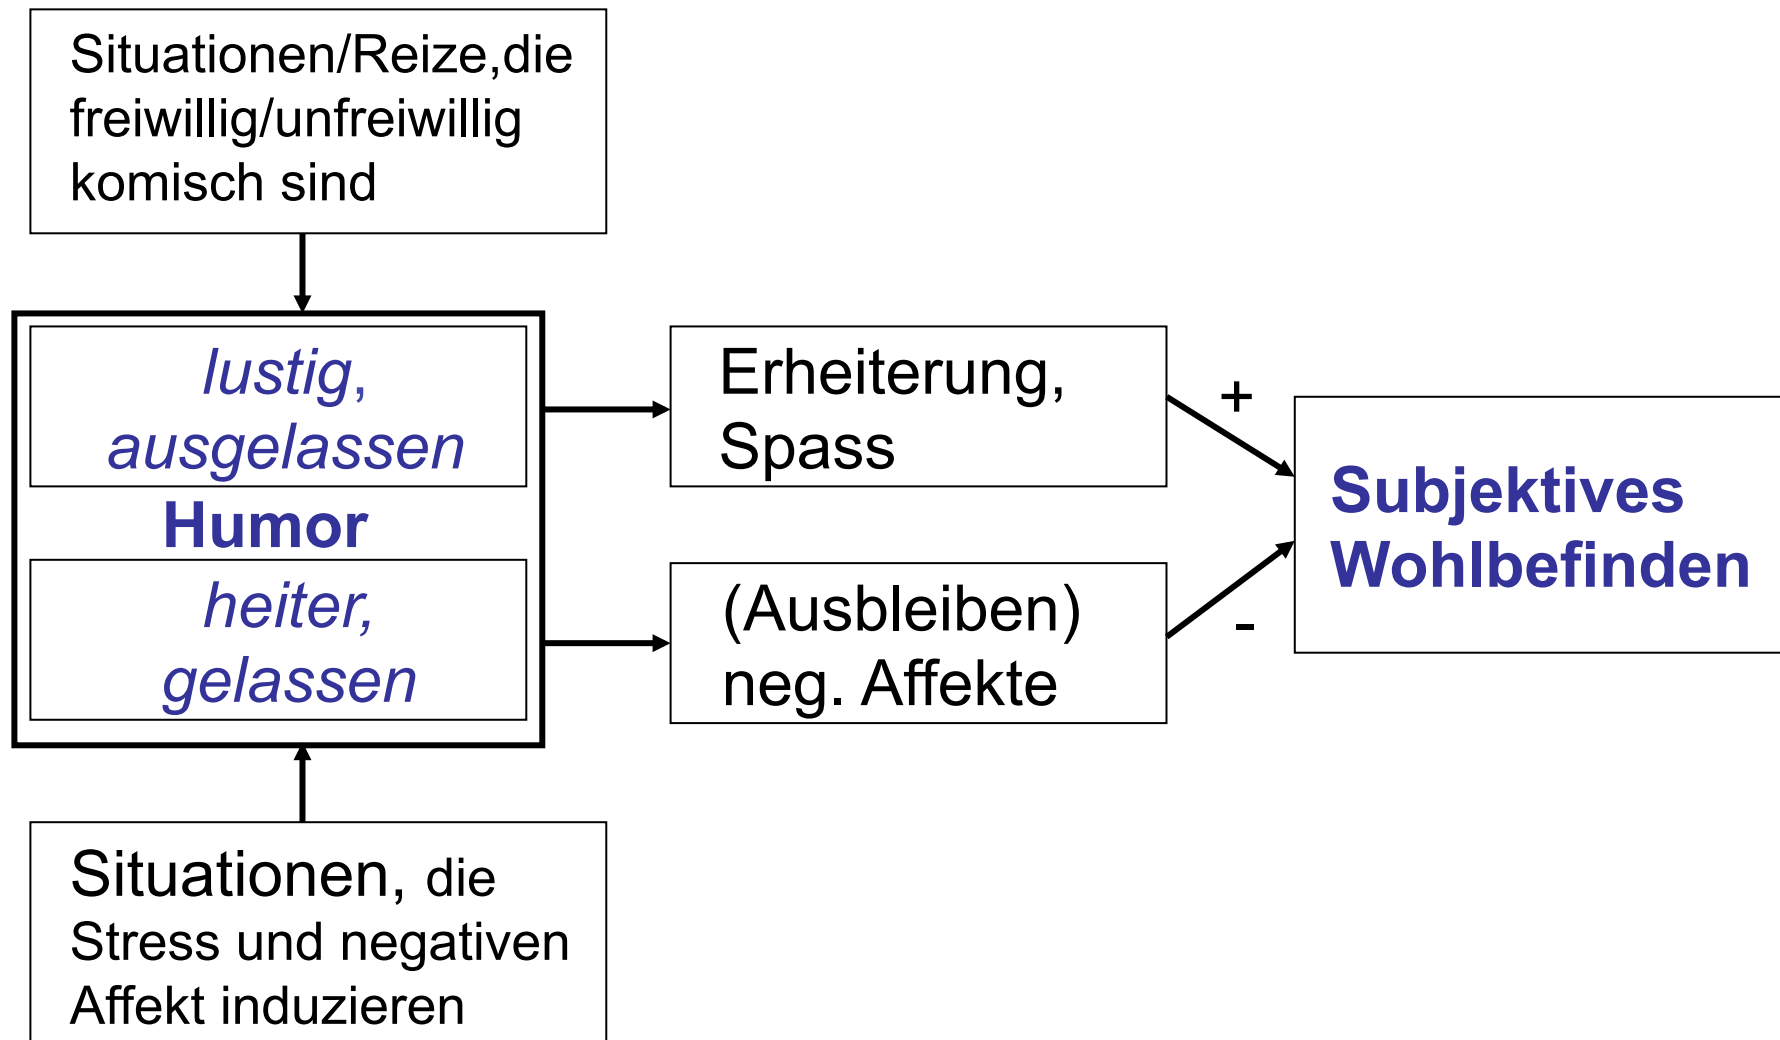 Situationen/Reize,die
freiwillig/unfreiwillig
komisch sind
lustig,
ausgelassen
Humor
heiter,
gelassen
Erheiterung,
Spass
(Ausbleiben)
neg. Affekte
+
-
Subjektives
Wohlbefinden
Situationen, die
Stress und negativen
Affekt induzieren